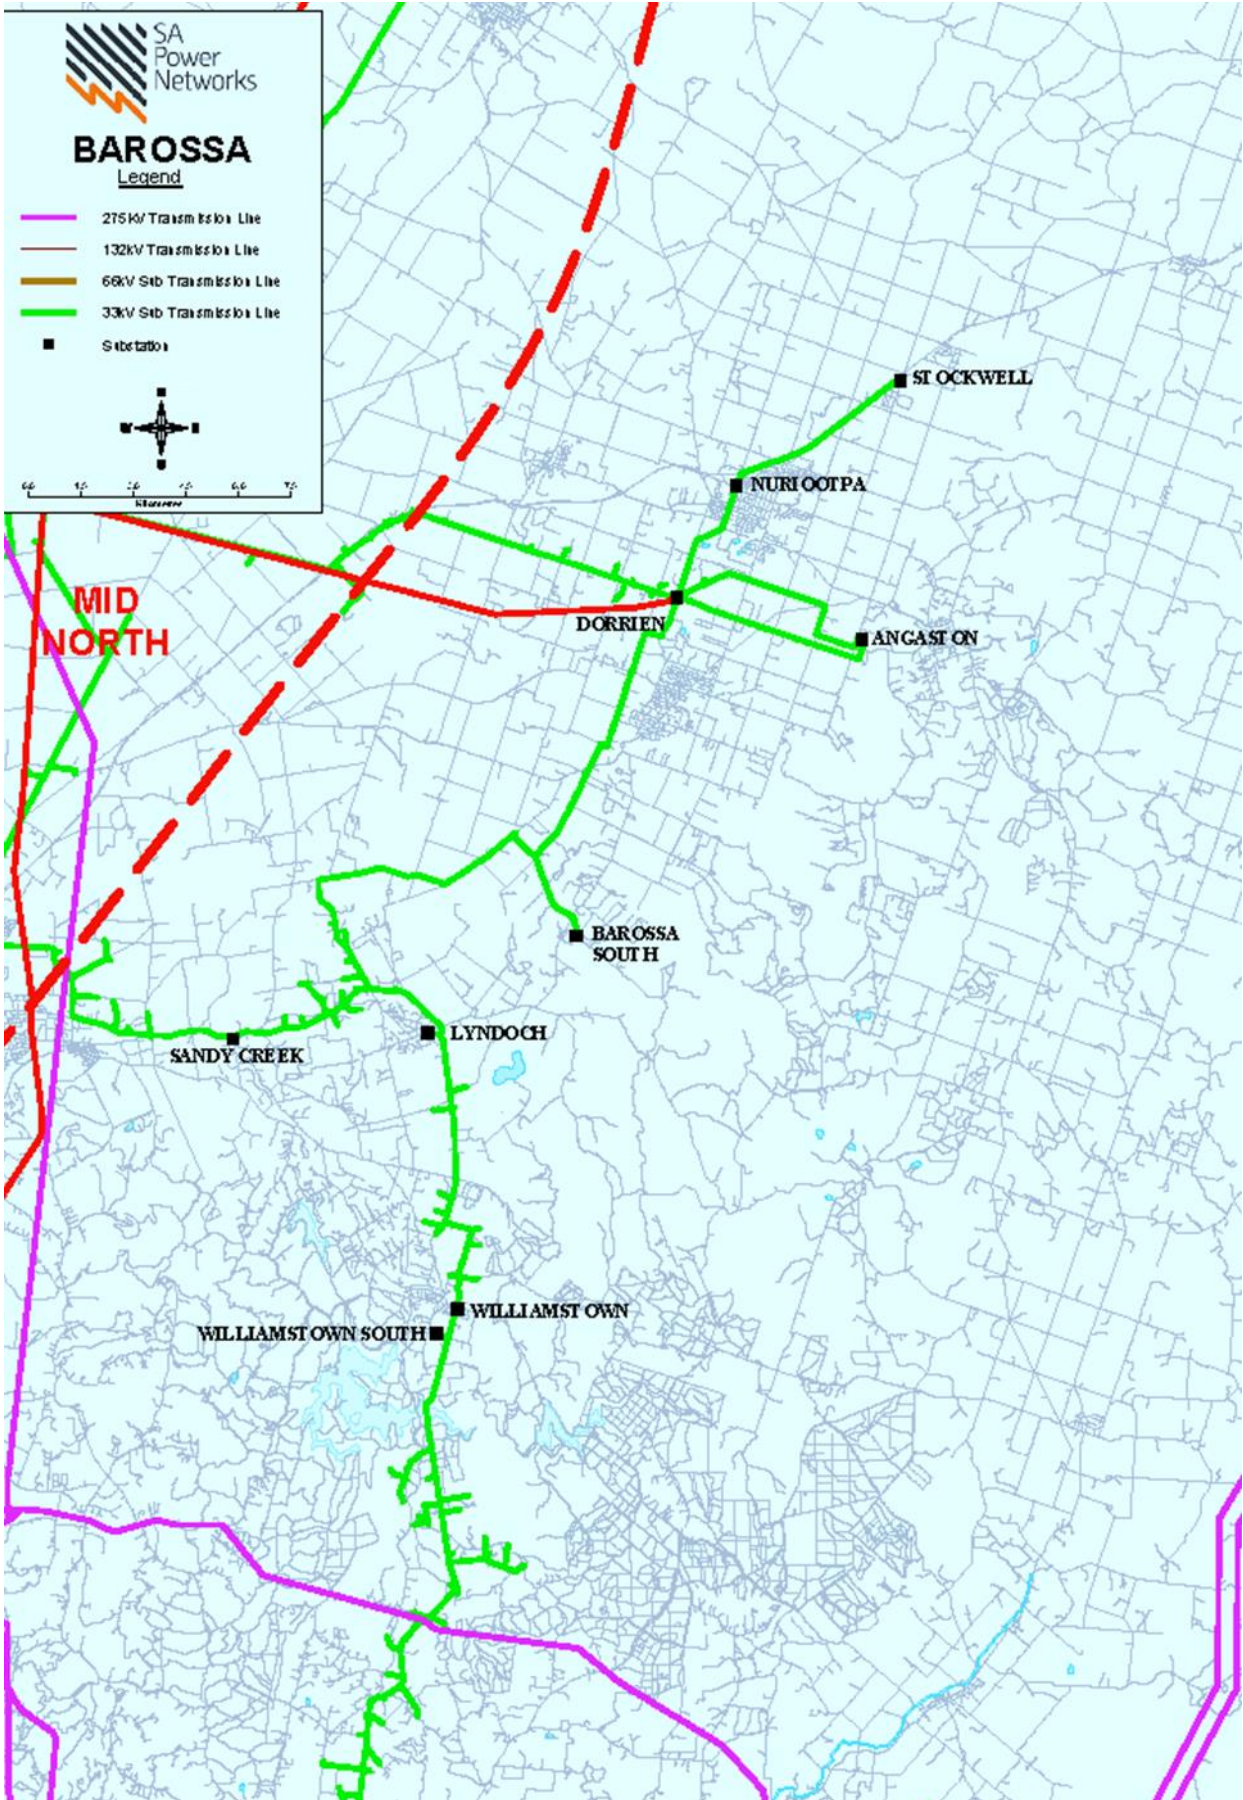 SA
Power
Networks
BAROSSA
Legend
275kV Transmission Line
132kV Transmission Line
66kV Sub Transmission Line
33kV Sub Transmission Line
Substation
Kilometres
STOCKWELL
NURIOOTPA
MID
NORTH
DORRIEN
ANGASTON
BAROSSA
SOUTH
LYNDOCH
SANDY CREEK
WILLIAMSTOWN
WILLIAMSTOWN SOUTH